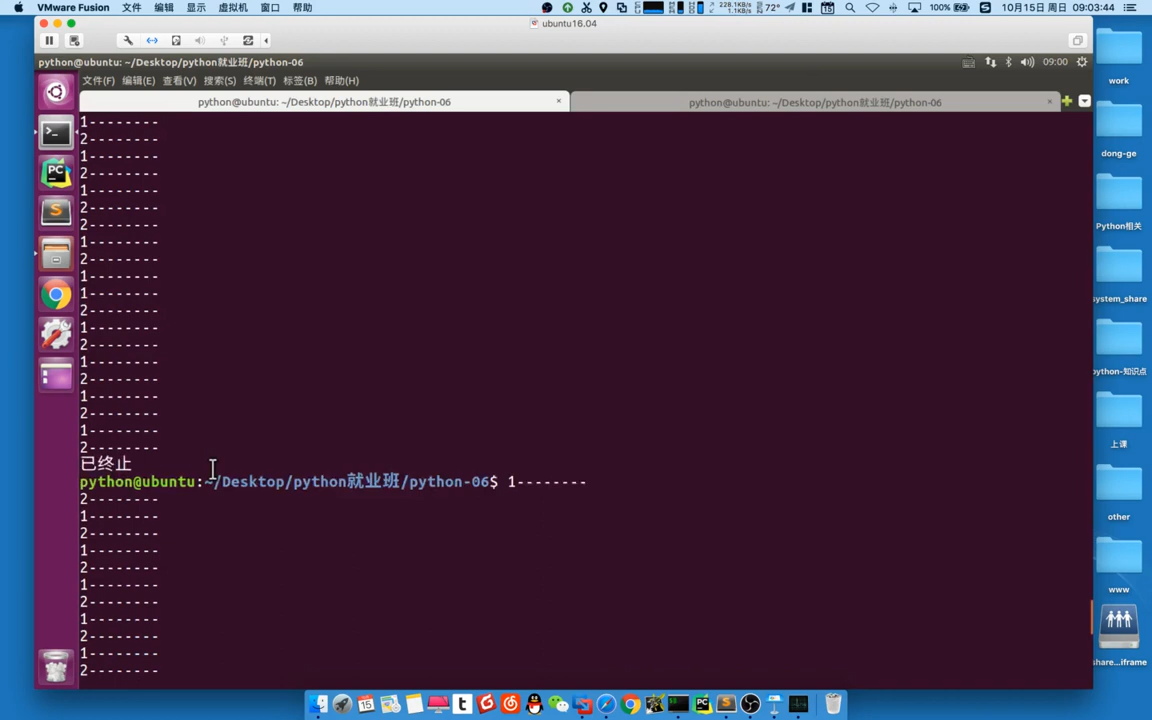 VMware Fusion 文件 编辑 显示 虚拟机 窗口 帮助 228.1KB/s 1.1KB/s 72° 15 100% 10月15日 周日 09:03:44
ubuntu16.04
python@ubuntu: ~/Desktop/python就业班/python-06 09:00
文件(F) 编辑(E) 查看(V) 搜索(S) 终端(T) 标签(B) 帮助(H)
python@ubuntu: ~/Desktop/python就业班/python-06 × python@ubuntu: ~/Desktop/python就业班/python-06 ×
1--------
2--------
1--------
2--------
1--------
2--------
2--------
1--------
2--------
1--------
1--------
2--------
1--------
2--------
1--------
2--------
1--------
2--------
1--------
2--------
已终止
python@ubuntu:~/Desktop/python就业班/python-06$ 1--------
2--------
1--------
2--------
1--------
2--------
1--------
2--------
1--------
2--------
1--------
2--------
work
dong-ge
Python相关
system_share
python-知识点
上课
other
www
share...iframe